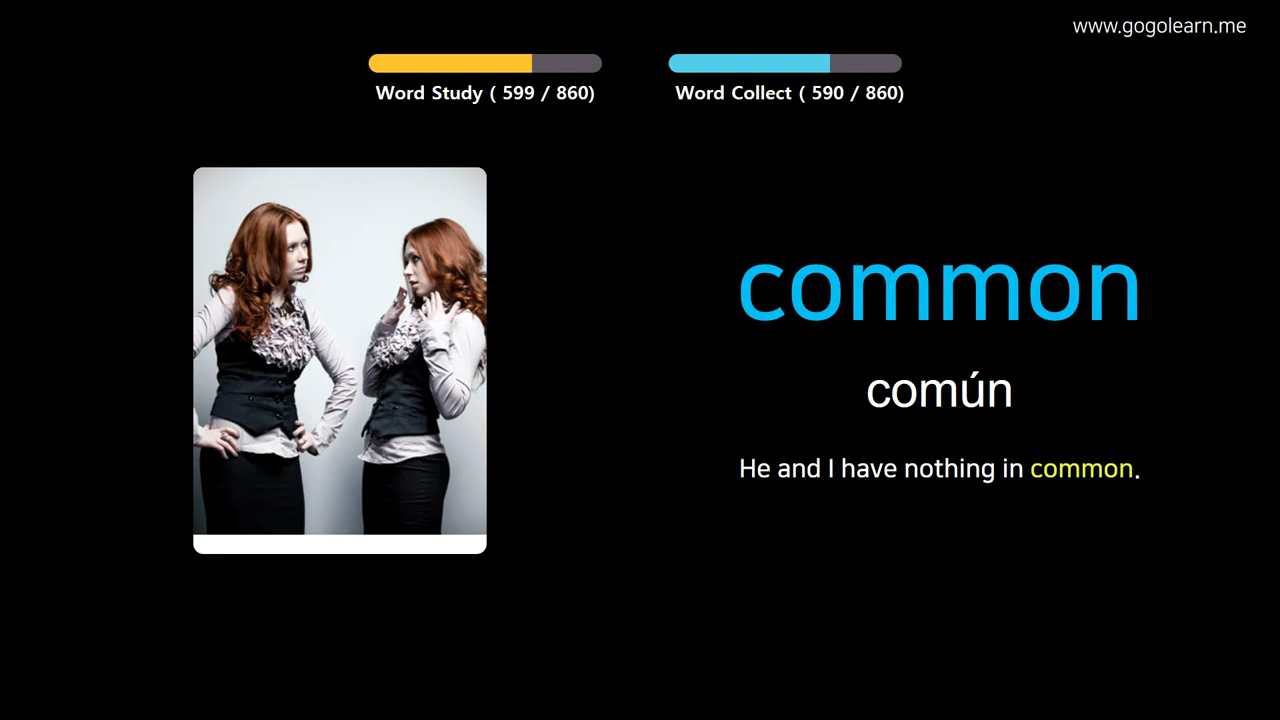 www.gogolearn.me
Word Study ( 599 / 860)
Word Collect ( 590 / 860)
common
común
He and I have nothing in common.